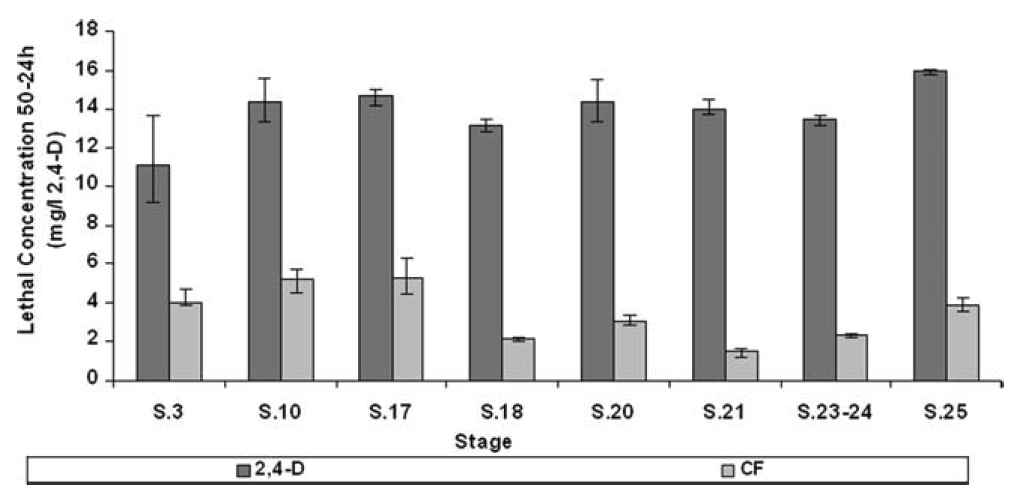 Lethal Concentration 50-24h
(mg/l 2,4-D)
18
16
14
12
10
8
6
4
2
0
S.3 S.10 S.17 S.18 S.20 S.21 S.23-24 S.25
Stage
2,4-D CF